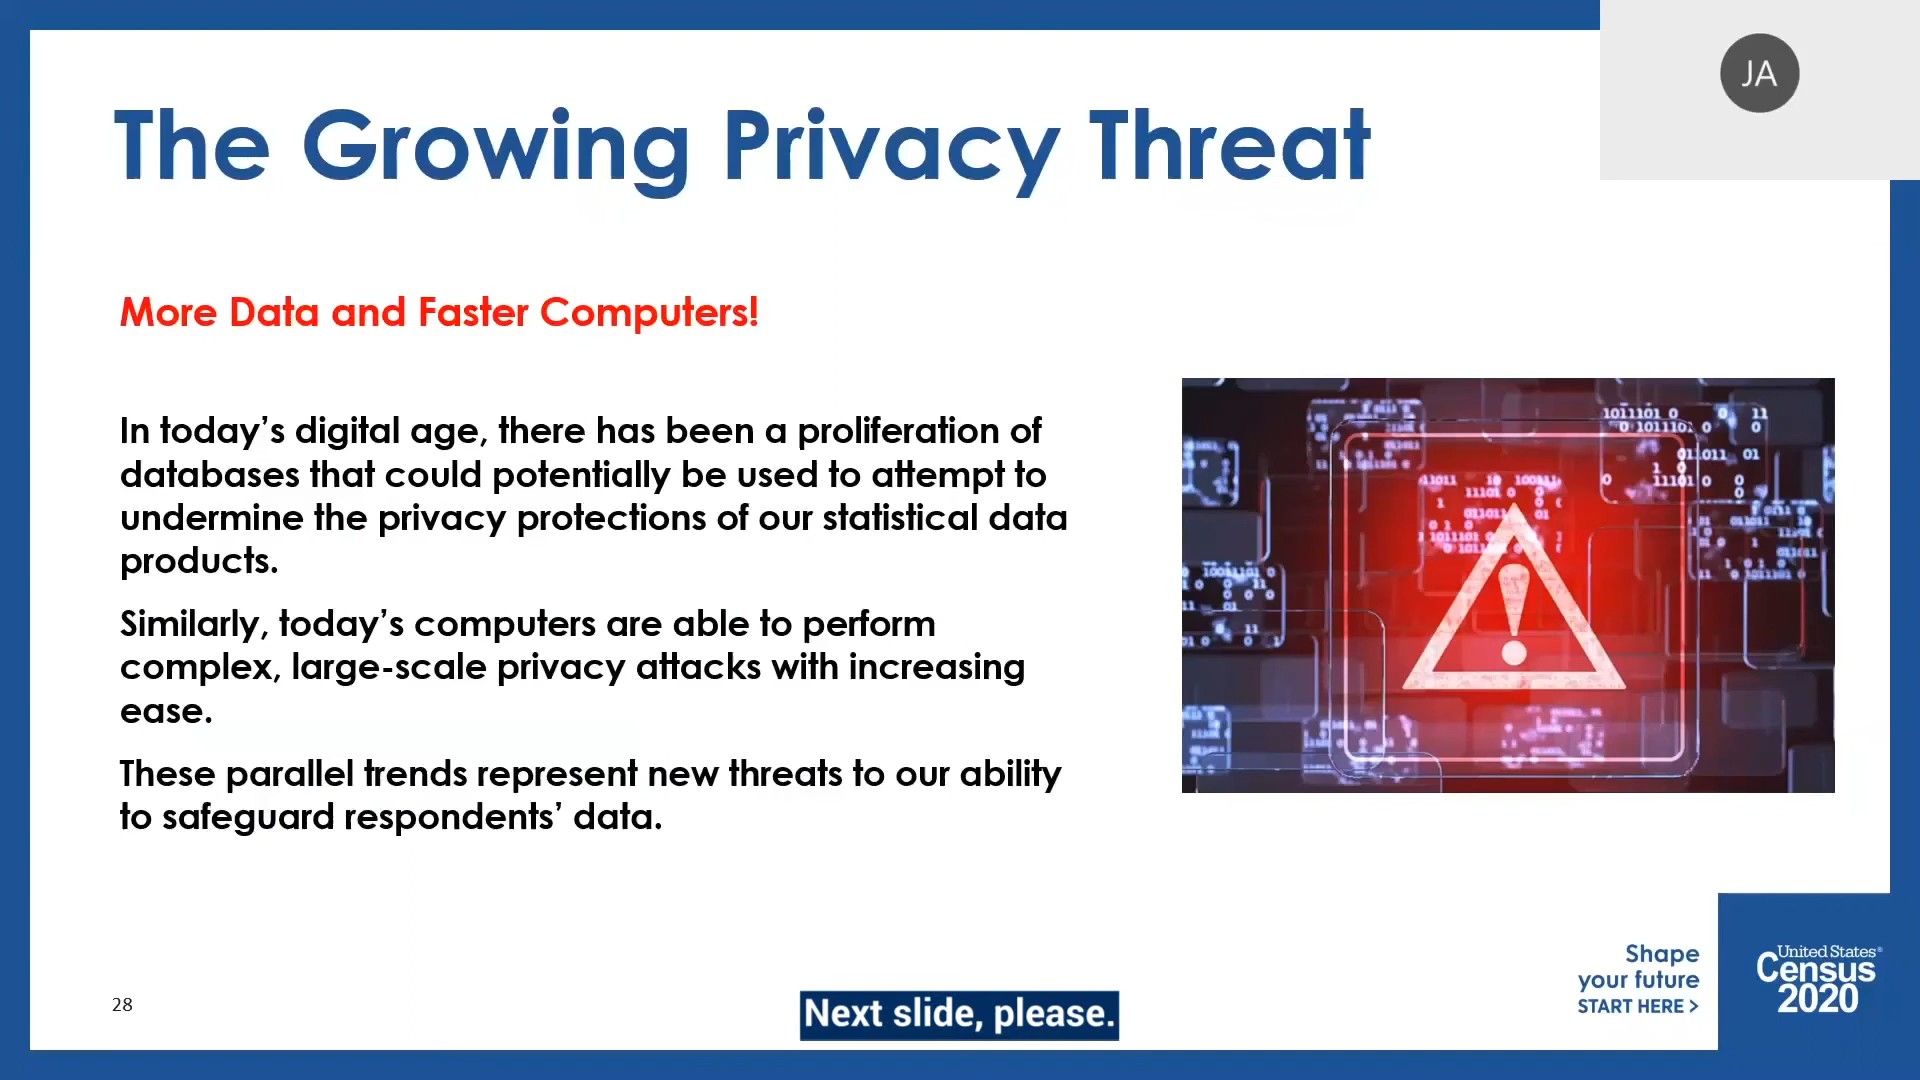 JA
The Growing Privacy Threat
More Data and Faster Computers!
In today’s digital age, there has been a proliferation of
databases that could potentially be used to attempt to
undermine the privacy protections of our statistical data
products.
Similarly, today’s computers are able to perform
complex, large-scale privacy attacks with increasing
ease.
These parallel trends represent new threats to our ability
to safeguard respondents’ data.
Shape
your future
START HERE >
United States®
Census
2020
28
Next slide, please.